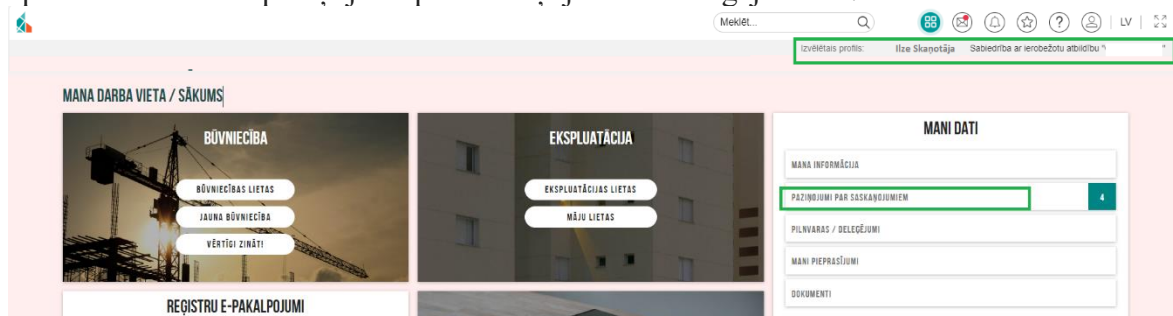 Meklēt...
LV
Izvēlētais profils: Ilze Skaņotāja Sabiedrība ar ierobežotu atbildību "
MANA DARBA VIETA / SĀKUMS
BŪVNIECĪBA
BŪVNIECĪBAS LIETAS
JAUNA BŪVNIECĪBA
VĒRTĪGI ZINĀT!
EKSPLUATĀCIJA
EKSPLUATĀCIJAS LIETAS
MĀJU LIETAS
MANI DATI
MANA INFORMĀCIJA
PAZIŅOJUMI PAR SASKAŅOJUMIEM 4
PILNVARAS / DELEĢĒJUMI
MANI PIEPRASĪJUMI
DOKUMENTI
REĢISTRU E-PAKALPOJUMI